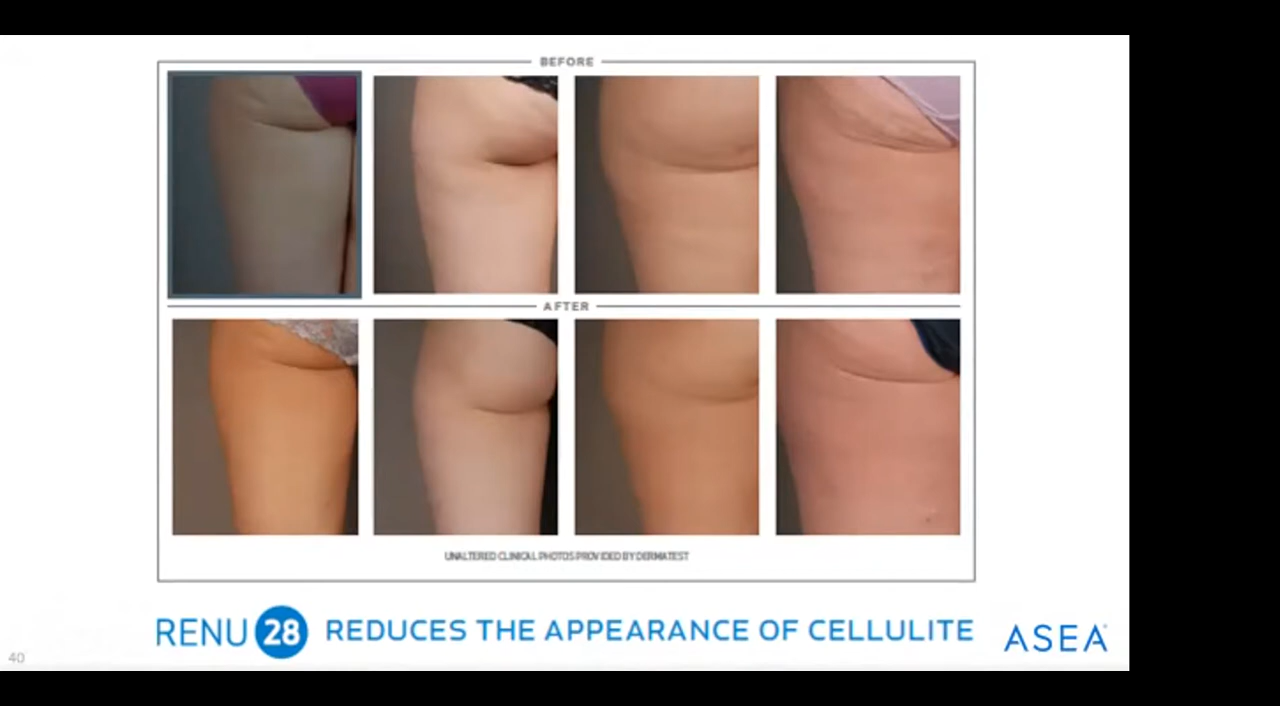 BEFORE
AFTER
UNALTERED CLINICAL PHOTOS PROVIDED BY DERMATEST
RENU 28 REDUCES THE APPEARANCE OF CELLULITE
ASEA®
40